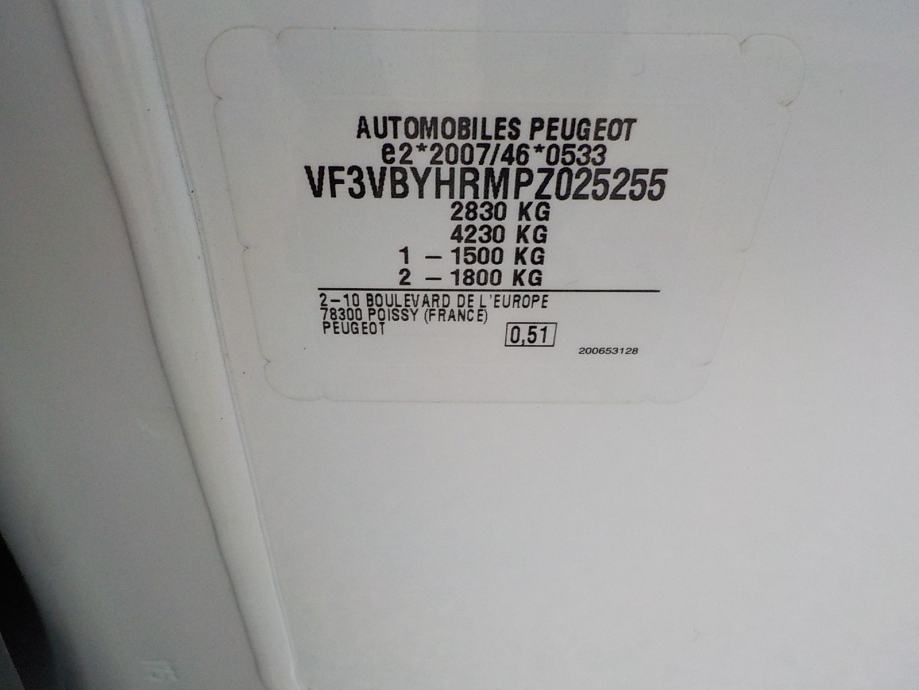 AUTOMOBILES PEUGEOT
e2*2007/46*0533
VF3VBYHRMPZ025255
2830 KG
4230 KG
1 – 1500 KG
2 – 1800 KG
2–10 BOULEVARD DE L'EUROPE
78300 POISSY (FRANCE)
PEUGEOT
0,51
200653128